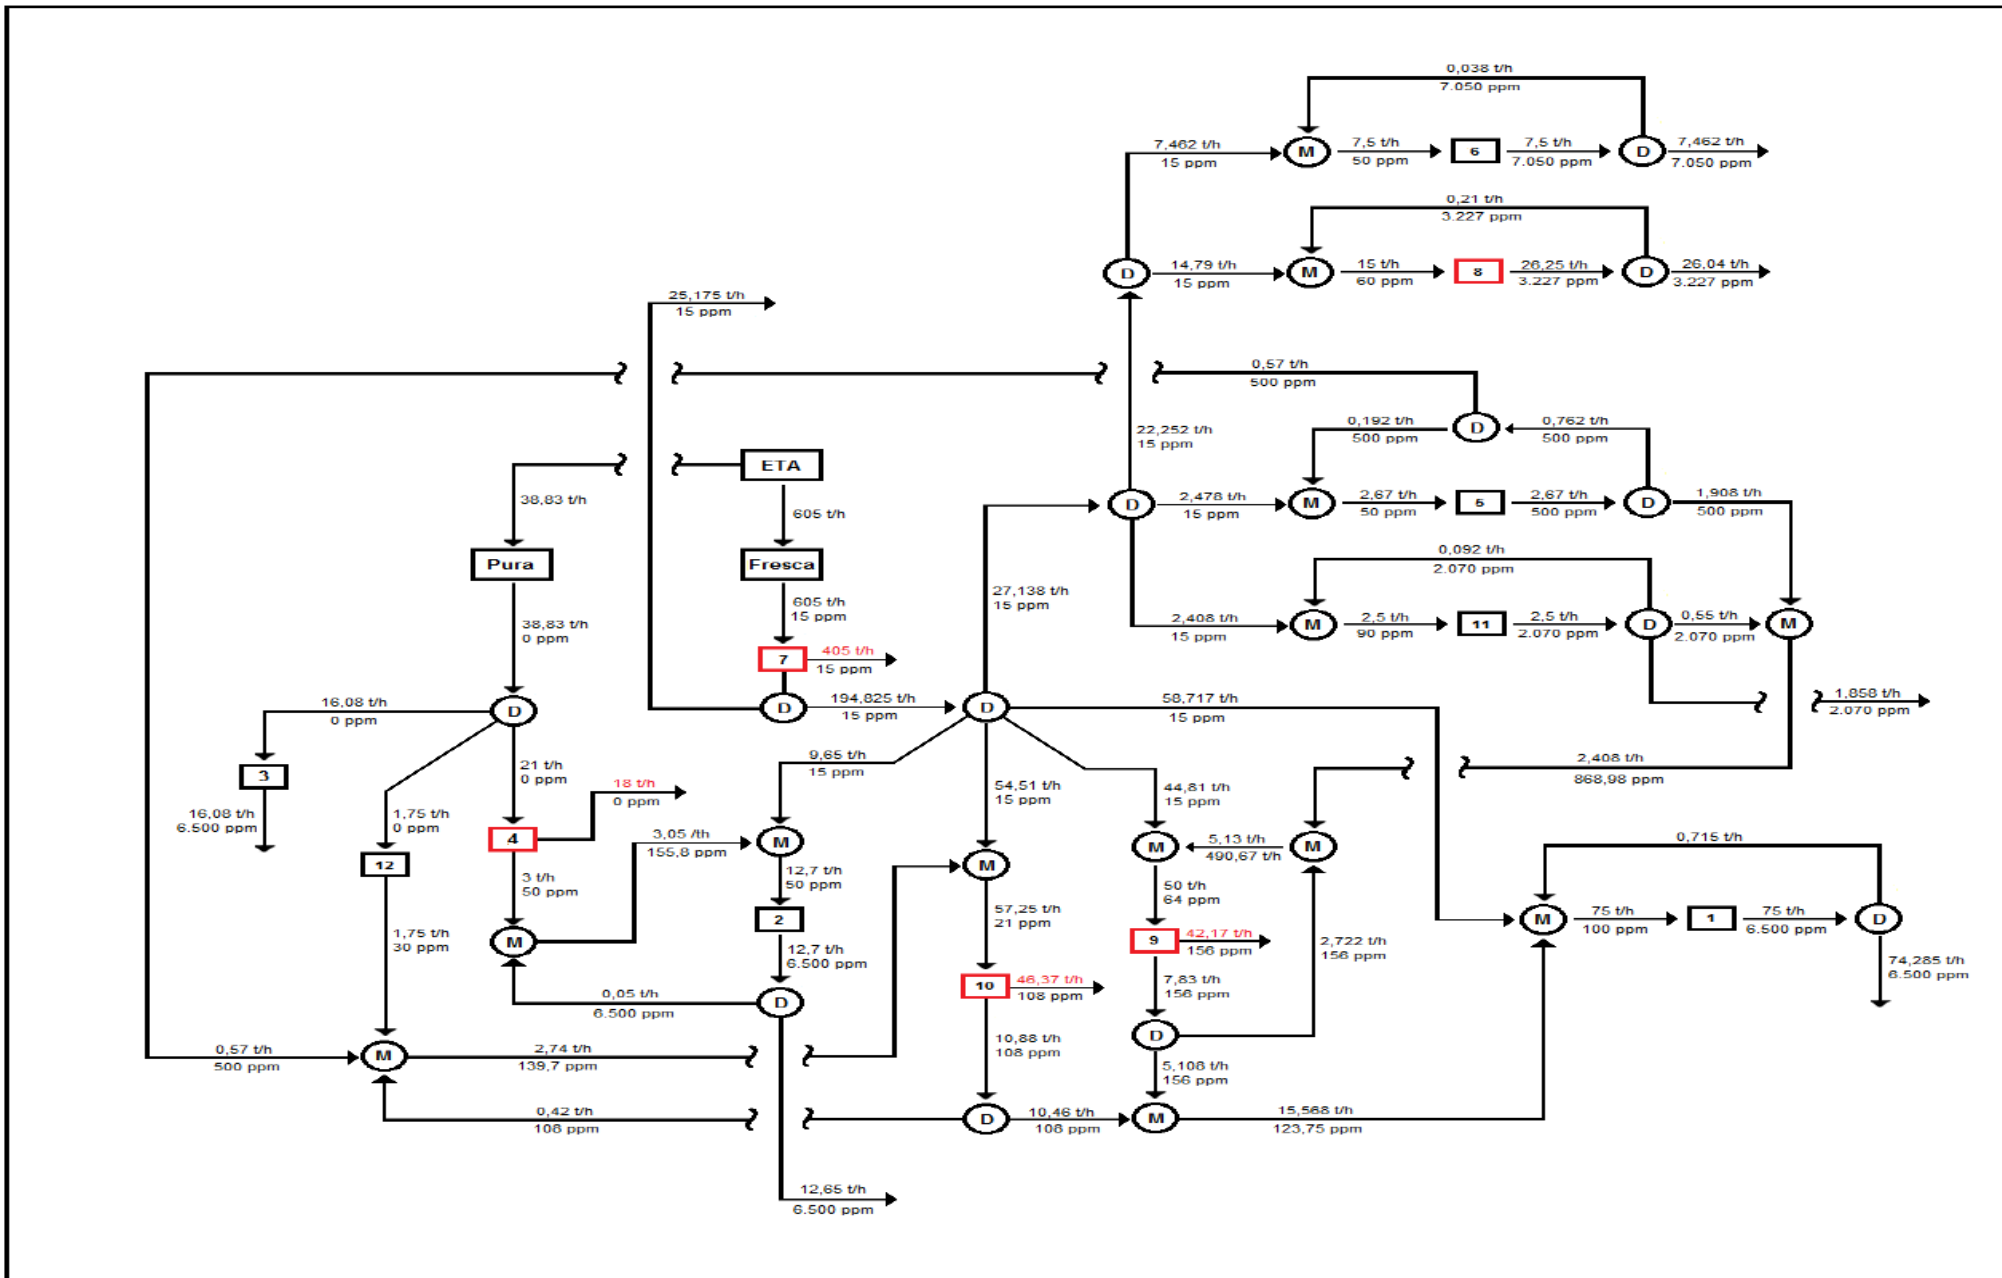 0,038 t/h
7.050 ppm
7,462 t/h
15 ppm
M
7,5 t/h
50 ppm
6
7,5 t/h
7.050 ppm
D
7,462 t/h
7.050 ppm
0,21 t/h
3.227 ppm
D
14,79 t/h
15 ppm
M
15 t/h
60 ppm
8
26,25 t/h
3.227 ppm
D
26,04 t/h
3.227 ppm
25,175 t/h
15 ppm
0,57 t/h
500 ppm
0,192 t/h
500 ppm
D
0,762 t/h
500 ppm
22,252 t/h
15 ppm
ETA
38,83 t/h
605 t/h
D
2,478 t/h
15 ppm
M
2,67 t/h
50 ppm
5
2,67 t/h
500 ppm
D
1,908 t/h
500 ppm
Pura
Fresca
0,092 t/h
2.070 ppm
27,138 t/h
15 ppm
605 t/h
15 ppm
38,83 t/h
0 ppm
2,408 t/h
15 ppm
M
2,5 t/h
90 ppm
11
2,5 t/h
2.070 ppm
D
0,55 t/h
2.070 ppm
M
7
405 t/h
15 ppm
16,08 t/h
0 ppm
D
D
194,825 t/h
15 ppm
D
58,717 t/h
15 ppm
1,858 t/h
2.070 ppm
3
21 t/h
0 ppm
18 t/h
0 ppm
9,65 t/h
15 ppm
54,51 t/h
15 ppm
44,81 t/h
15 ppm
2,408 t/h
868,98 ppm
16,08 t/h
6.500 ppm
1,75 t/h
0 ppm
4
3,05 /th
155,8 ppm
M
M
5,13 t/h
490,67 t/h
M
0,715 t/h
12
M
3 t/h
50 ppm
12,7 t/h
50 ppm
50 t/h
64 ppm
2
57,25 t/h
21 ppm
M
75 t/h
100 ppm
1
75 t/h
6.500 ppm
D
1,75 t/h
30 ppm
M
12,7 t/h
6.500 ppm
9
42,17 t/h
156 ppm
2,722 t/h
156 ppm
74,285 t/h
6.500 ppm
10
46,37 t/h
108 ppm
7,83 t/h
156 ppm
0,05 t/h
6.500 ppm
D
10,88 t/h
108 ppm
D
0,57 t/h
500 ppm
M
2,74 t/h
139,7 ppm
5,108 t/h
156 ppm
0,42 t/h
108 ppm
D
10,46 t/h
108 ppm
M
15,568 t/h
123,75 ppm
12,65 t/h
6.500 ppm